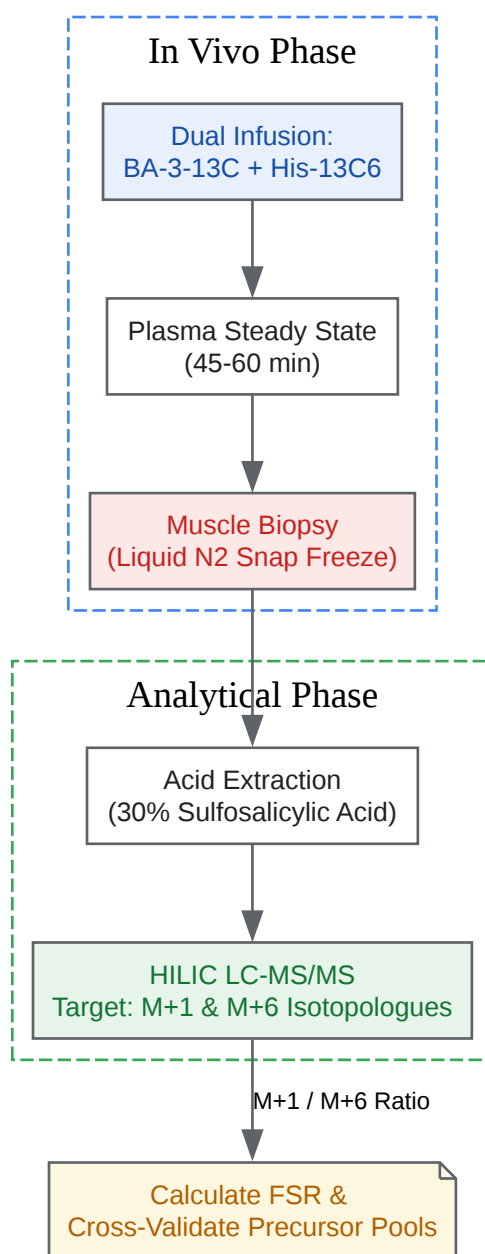 In Vivo Phase
Dual Infusion:
BA-3-13C + His-13C6
Plasma Steady State
(45-60 min)
Muscle Biopsy
(Liquid N2 Snap Freeze)
Analytical Phase
Acid Extraction
(30% Sulfosalicylic Acid)
HILIC LC-MS/MS
Target: M+1 & M+6 Isotopologues
M+1 / M+6 Ratio
Calculate FSR &
Cross-Validate Precursor Pools